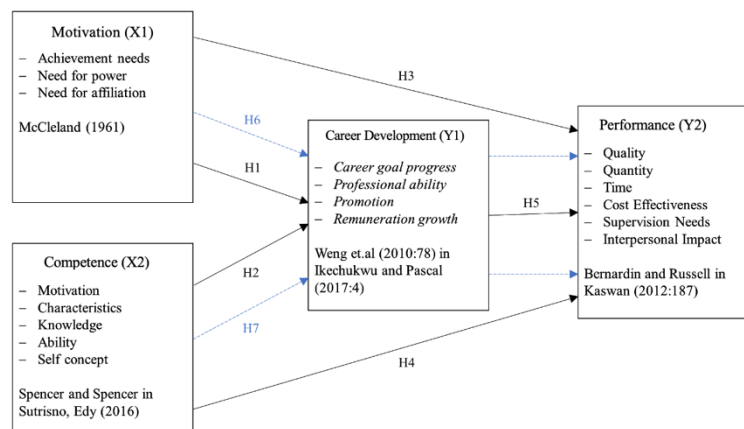 Motivation (X1)
– Achievement needs
– Need for power
– Need for affiliation
McCleland (1961)
H3
H6
H1
Career Development (Y1)
– Career goal progress
– Professional ability
– Promotion
– Remuneration growth
Weng et.al (2010:78) in
Ikechukwu and Pascal
(2017:4)
H5
Performance (Y2)
– Quality
– Quantity
– Time
– Cost Effectiveness
– Supervision Needs
– Interpersonal Impact
Bernardin and Russell in
Kaswan (2012:187)
Competence (X2)
– Motivation
– Characteristics
– Knowledge
– Ability
– Self concept
Spencer and Spencer in
Sutrisno, Edy (2016)
H2
H7
H4